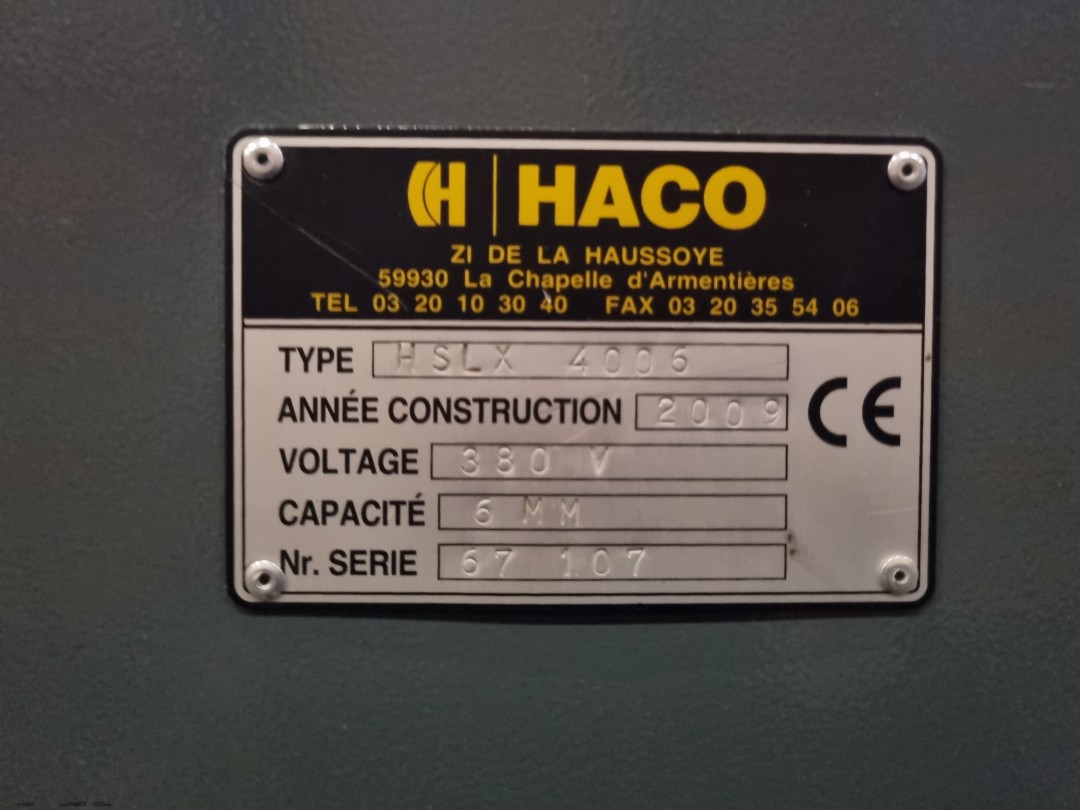 H HACO
ZI DE LA HAUSSOYE
59930 La Chapelle d'Armentières
TEL 03 20 10 30 40 FAX 03 20 35 54 06
TYPE HSLX 4006
ANNÉE CONSTRUCTION 2009
CE
VOLTAGE 380 V
CAPACITÉ 6 MM
Nr. SERIE 67 107